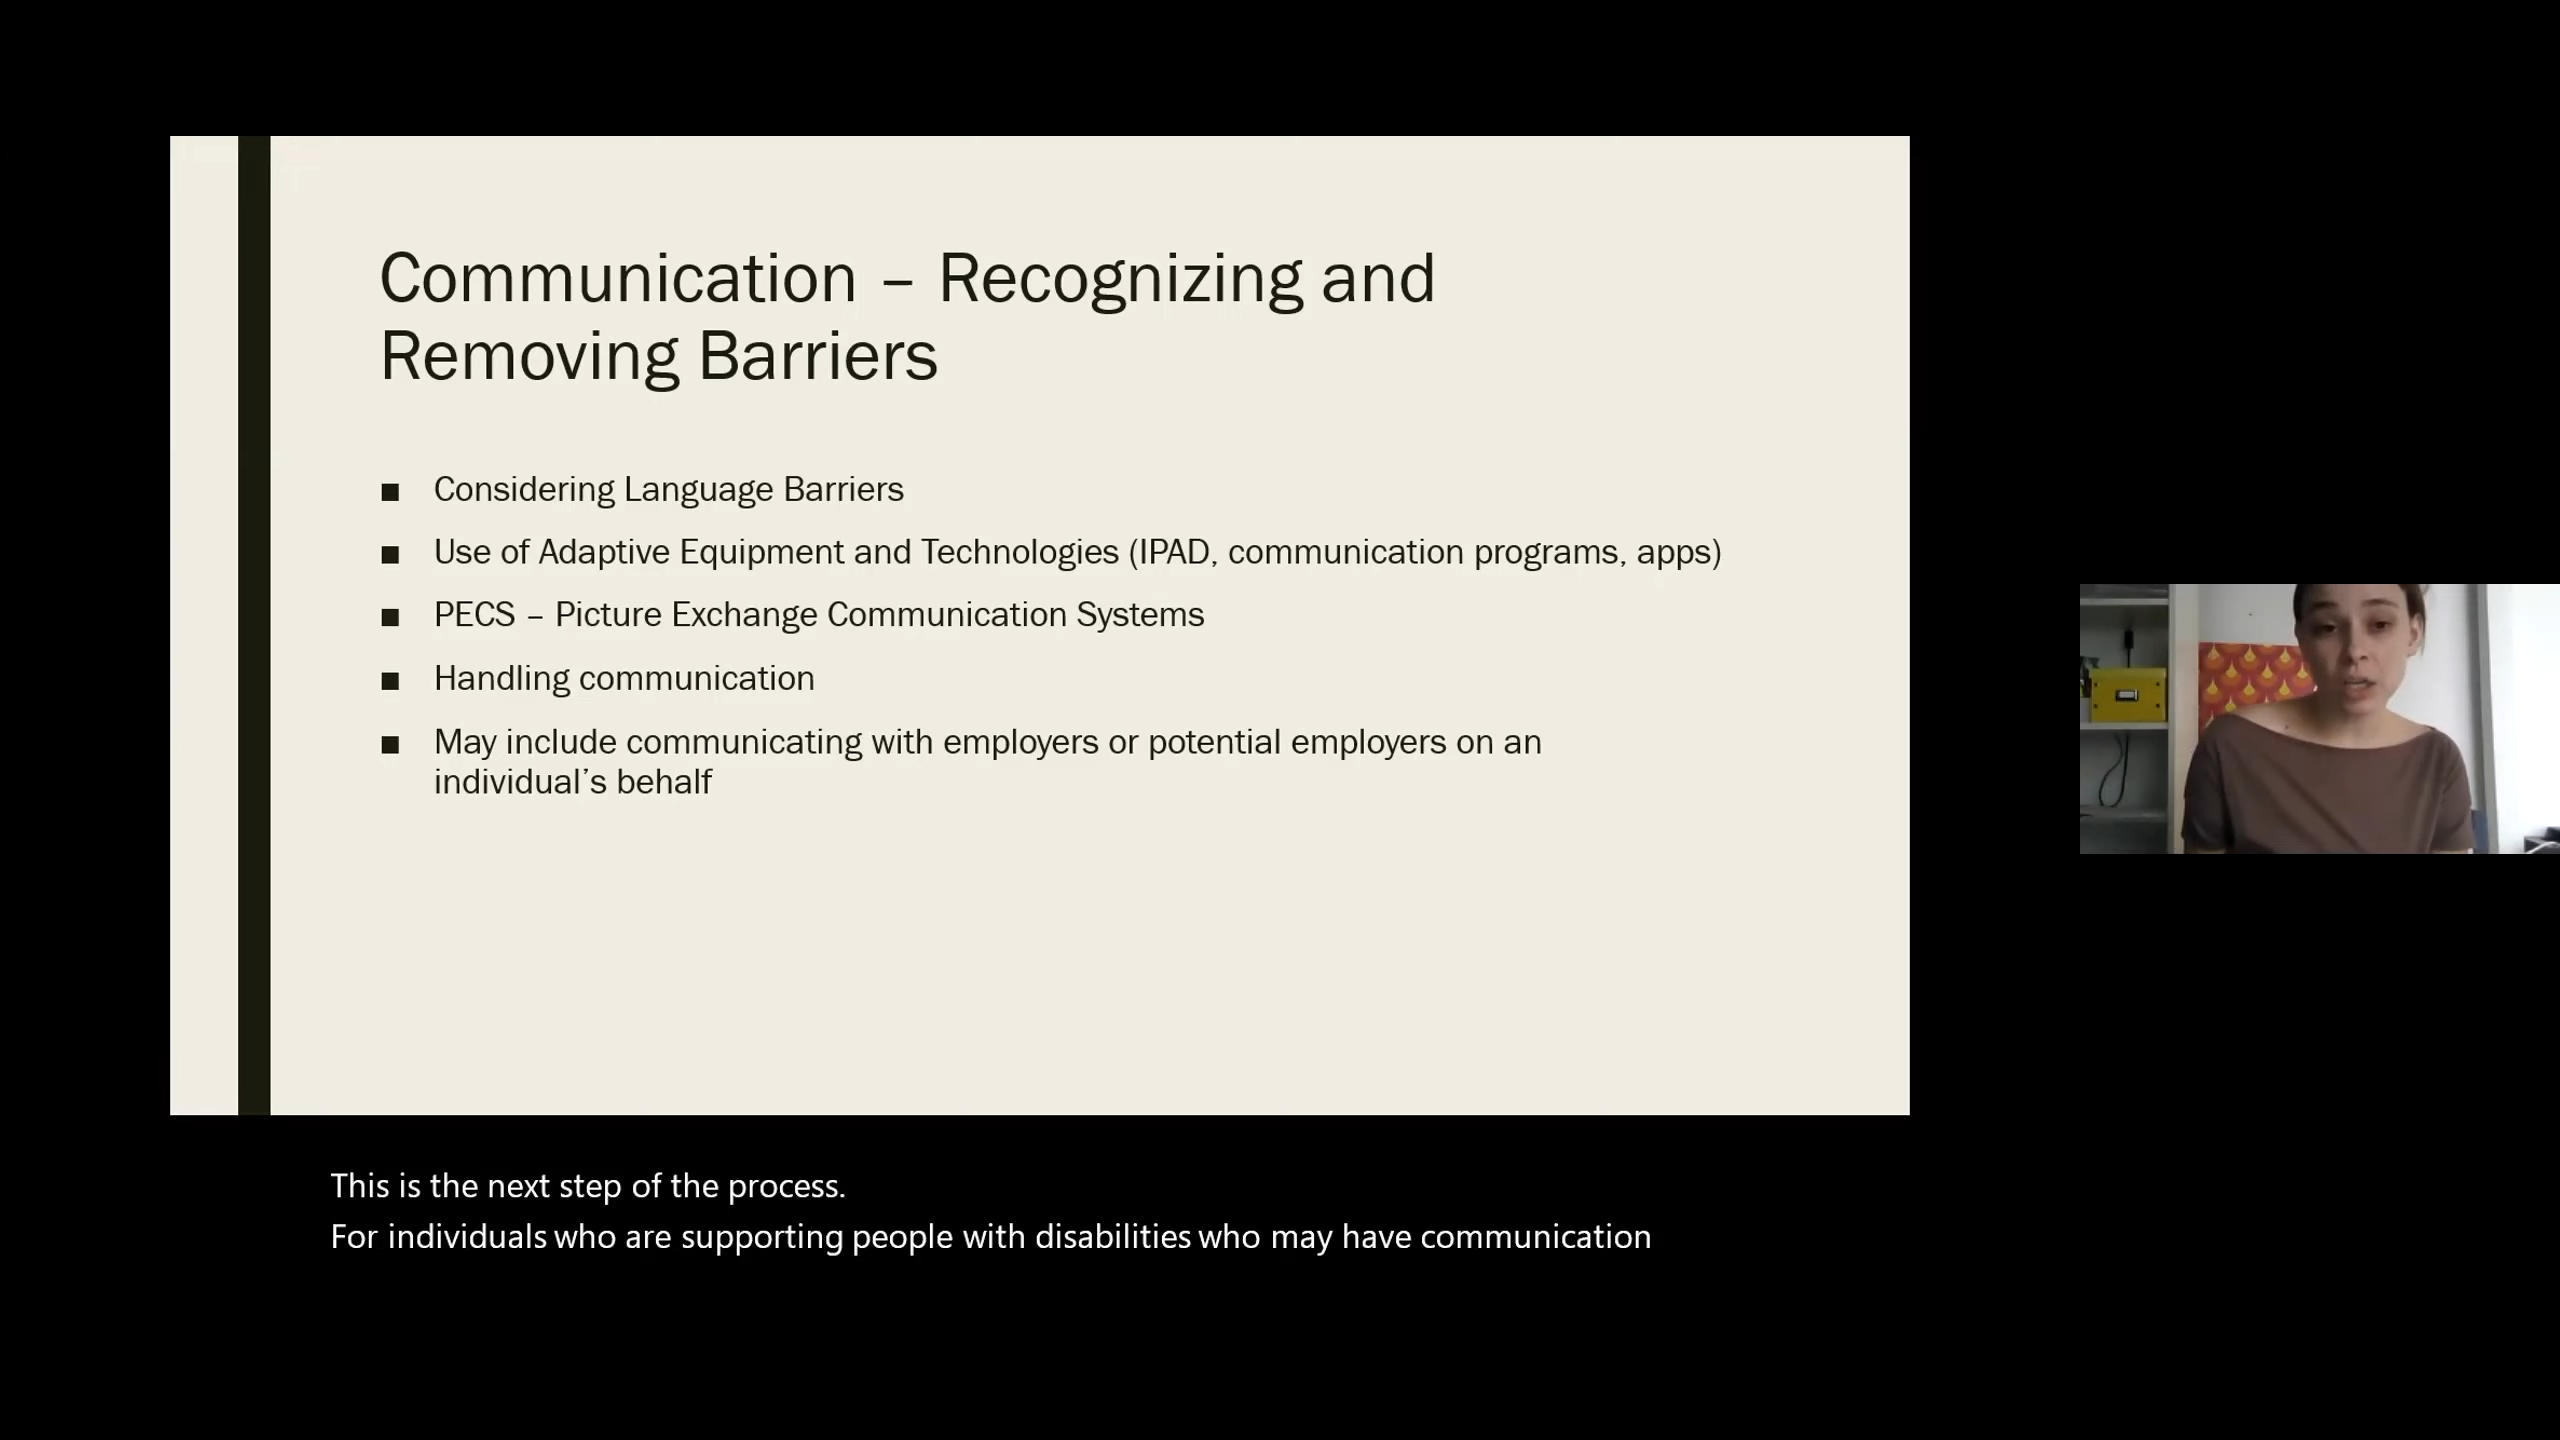 Communication – Recognizing and
Removing Barriers
■ Considering Language Barriers
■ Use of Adaptive Equipment and Technologies (IPAD, communication programs, apps)
■ PECS – Picture Exchange Communication Systems
■ Handling communication
■ May include communicating with employers or potential employers on an
individual’s behalf
This is the next step of the process.
For individuals who are supporting people with disabilities who may have communication